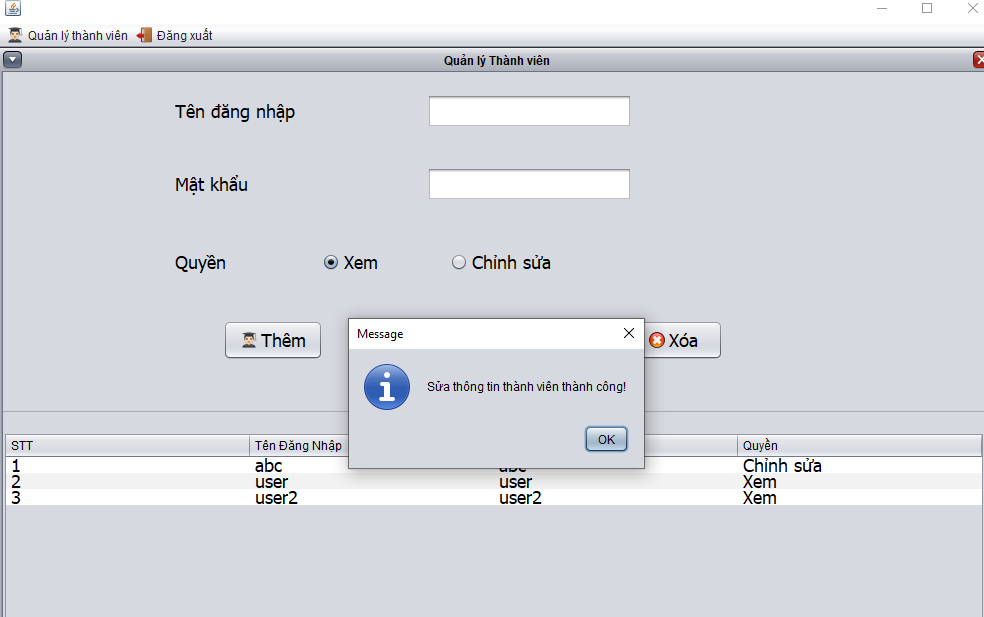 Quản lý thành viên Đăng xuất
Quản lý Thành viên
Tên đăng nhập
Mật khẩu
Quyền Xem Chỉnh sửa
Thêm Xóa
Message
Sửa thông tin thành viên thành công!
OK
STT Tên Đăng Nhập Quyền
1 abc abc Chỉnh sửa
2 user user Xem
3 user2 user2 Xem